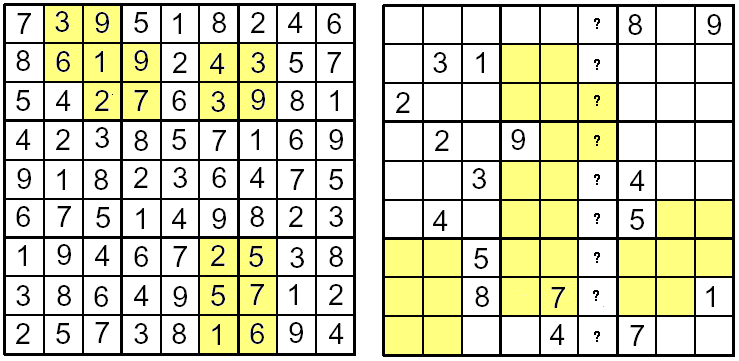 7 3 9 5 1 8 2 4 6 ? 8 9
8 6 1 9 2 4 3 5 7 3 1 ?
5 4 2 7 6 3 9 8 1 2 ?
4 2 3 8 5 7 1 6 9 2 9 ?
9 1 8 2 3 6 4 7 5 3 ? 4
6 7 5 1 4 9 8 2 3 4 ? 5
1 9 4 6 7 2 5 3 8 5 ?
3 8 6 4 9 5 7 1 2 8 7 ? 1
2 5 7 3 8 1 6 9 4 4 ? 7